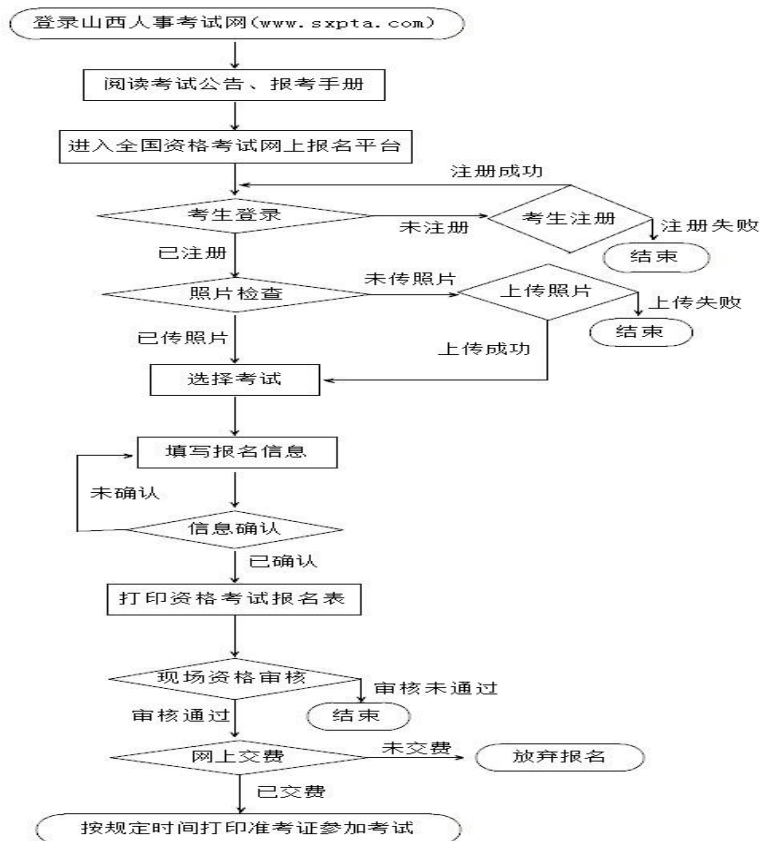 登录山西人事考试网(www.sxpta.com)
阅读考试公告、报考手册
进入全国资格考试网上报名平台
注册成功
考生登录
未注册
考生注册
注册失败
已注册
结束
照片检查
未传照片
上传照片
上传失败
结束
已传照片
上传成功
选择考试
填写报名信息
未确认
信息确认
已确认
打印资格考试报名表
现场资格审核
审核未通过
审核通过
结束
网上交费
未交费
放弃报名
已交费
按规定时间打印准考证参加考试